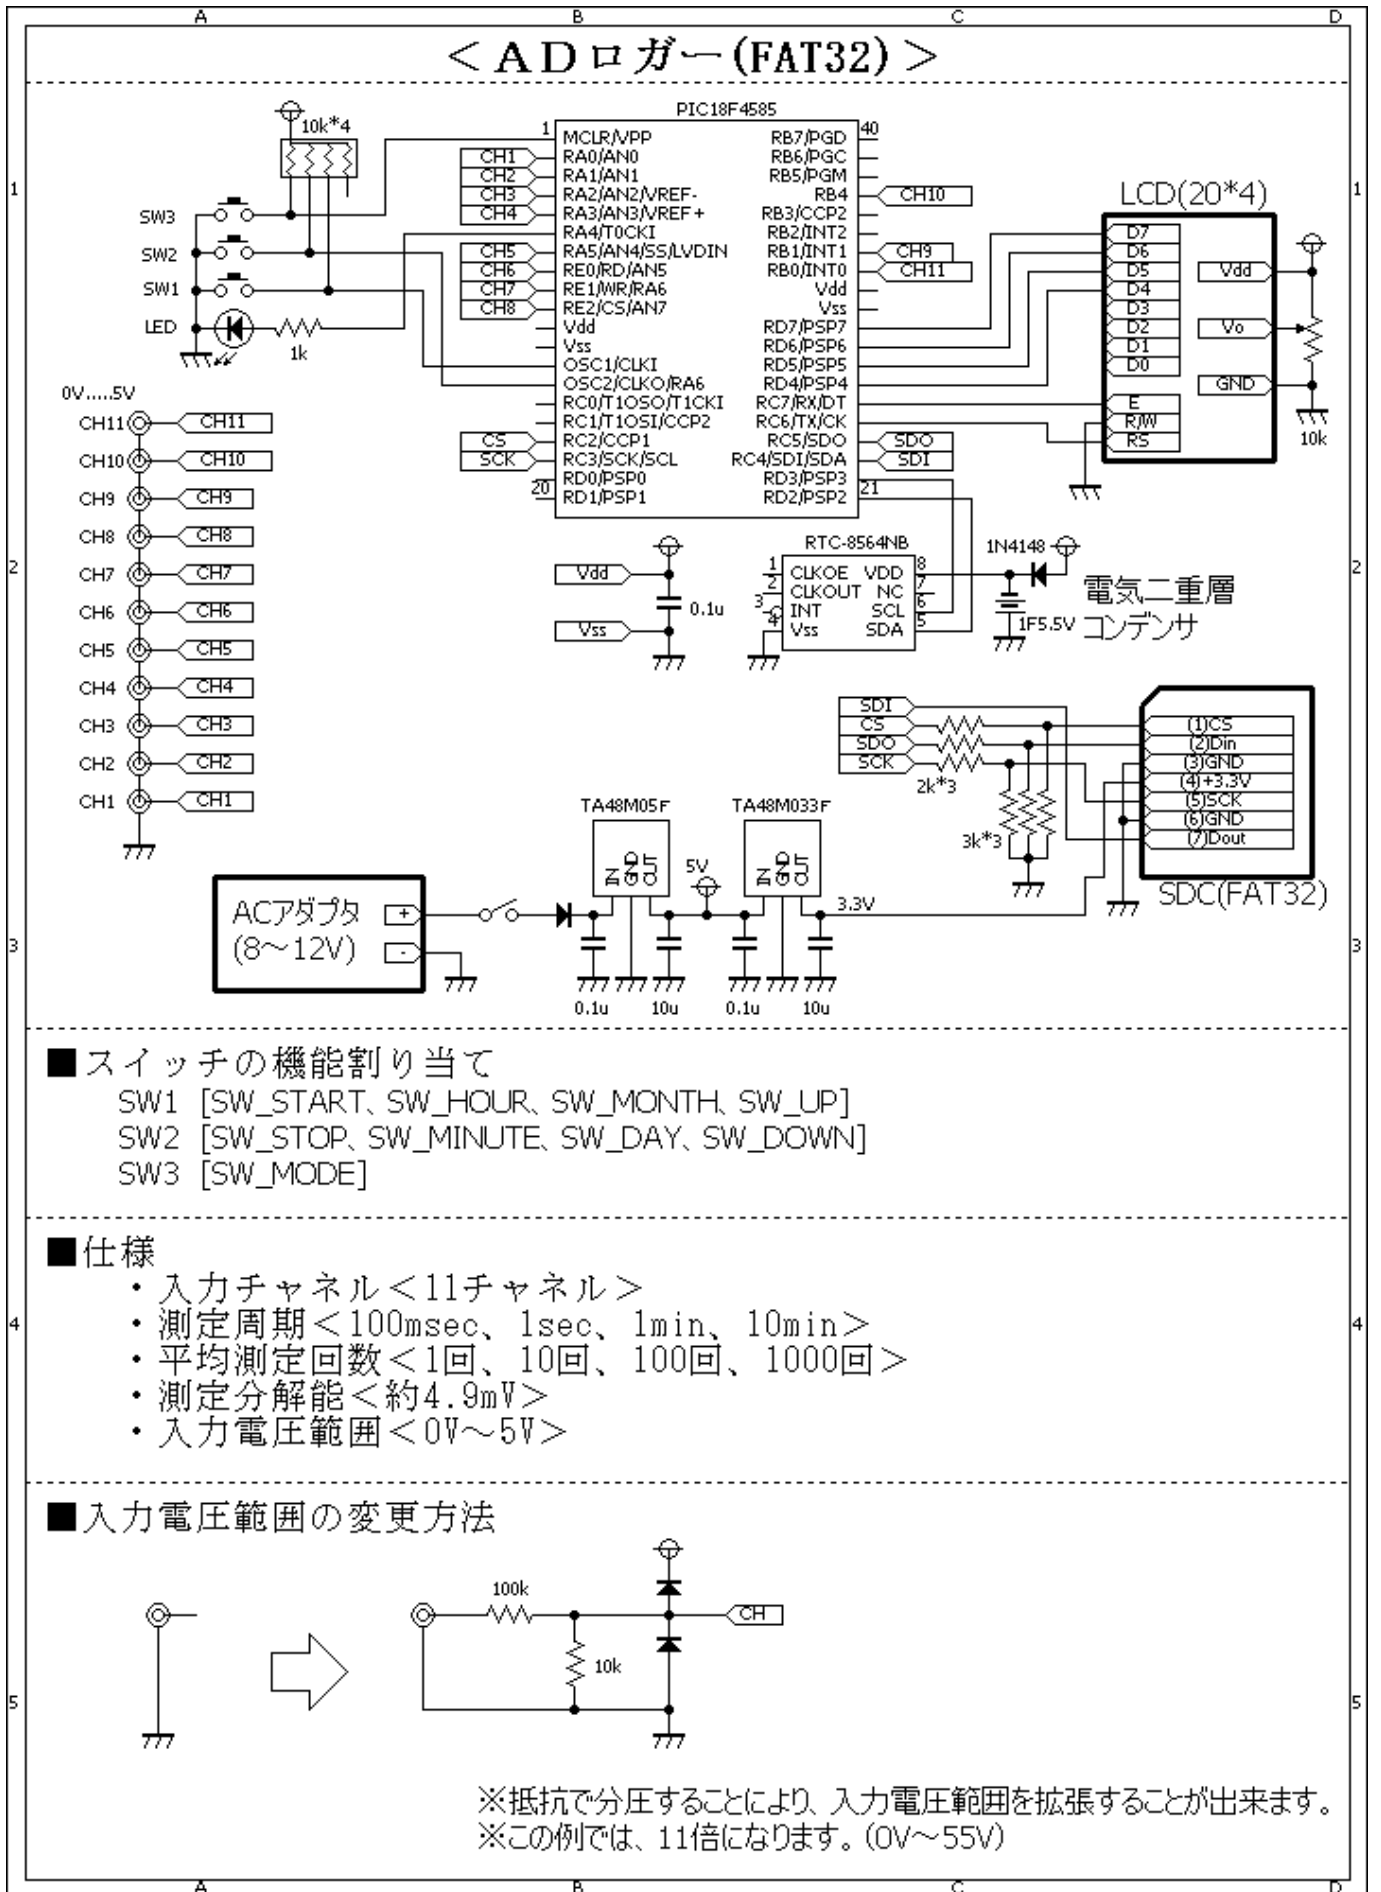 A B C D
＜ADロガー(FAT32)＞
PIC18F4585
10k*4
1 MCLR/VPP RB7/PGD 40
CH1 RA0/AN0 RB6/PGC
CH2 RA1/AN1 RB5/PGM
CH3 RA2/AN2/VREF- RB4 CH10
CH4 RA3/AN3/VREF+ RB3/CCP2
RA4/T0CKI RB2/INT2
CH5 RA5/AN4/SS/LVDIN RB1/INT1 CH9
CH6 RE0/RD/AN5 RB0/INT0 CH11
CH7 RE1/WR/RA6 Vdd
CH8 RE2/CS/AN7 Vss
Vdd RD7/PSP7
Vss RD6/PSP6
OSC1/CLKI RD5/PSP5
OSC2/CLKO/RA6 RD4/PSP4
RC0/T1OSO/T1CKI RC7/RX/DT
RC1/T1OSI/CCP2 RC6/TX/CK
CS RC2/CCP1 RC5/SDO SDO
SCK RC3/SCK/SCL RC4/SDI/SDA SDI
RD0/PSP0 RD3/PSP3
20 RD1/PSP1 RD2/PSP2 21
1 1
SW3
SW2
SW1
LED
1k
LCD(20*4)
D7
D6
D5 Vdd
D4
D3
D2 Vo
D1
D0
GND
E
R/W
RS
10k
0V.....5V
CH11 CH11
CH10 CH10
CH9 CH9
CH8 CH8
CH7 CH7
CH6 CH6
CH5 CH5
CH4 CH4
CH3 CH3
CH2 CH2
CH1 CH1
2 2
Vdd
0.1u
Vss
RTC-8564NB
1 CLKOE VDD 8
2 CLKOUT NC 7
3 INT SCL 6
4 Vss SDA 5
1N4148
1F5.5V
電気二重層
コンデンサ
SDI
CS
SDO
SCK
2k*3
3k*3
(1)CS
(2)Din
(3)GND
(4)+3.3V
(5)SCK
(6)GND
(7)Dout
SDC(FAT32)
TA48M05F TA48M033F
IN GND OUT 5V IN GND OUT
3.3V
ACアダプタ +
(8～12V) -
3 3
0.1u 10u 0.1u 10u
■スイッチの機能割り当て
SW1 [SW_START、SW_HOUR、SW_MONTH、SW_UP]
SW2 [SW_STOP、SW_MINUTE、SW_DAY、SW_DOWN]
SW3 [SW_MODE]
■仕様
・入力チャネル＜11チャネル＞
4 4
・測定周期＜100msec、1sec、1min、10min＞
・平均測定回数＜1回、10回、100回、1000回＞
・測定分解能＜約4.9mV＞
・入力電圧範囲＜0V～5V＞
■入力電圧範囲の変更方法
100k
CH
10k
5 5
※抵抗で分圧することにより、入力電圧範囲を拡張することが出来ます。
※この例では、11倍になります。(0V～55V)
A B C D